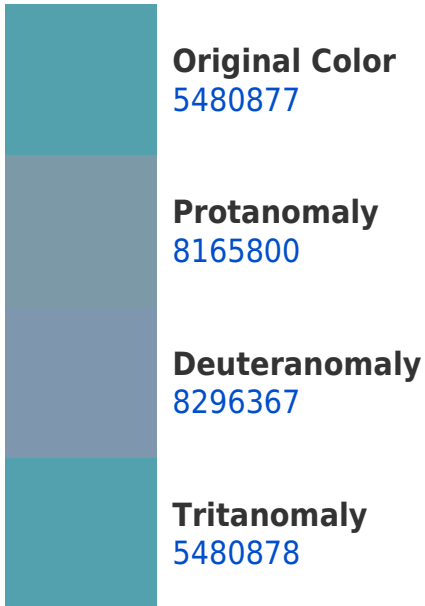 Original Color
5480877
Protanomaly
8165800
Deuteranomaly
8296367
Tritanomaly
5480878